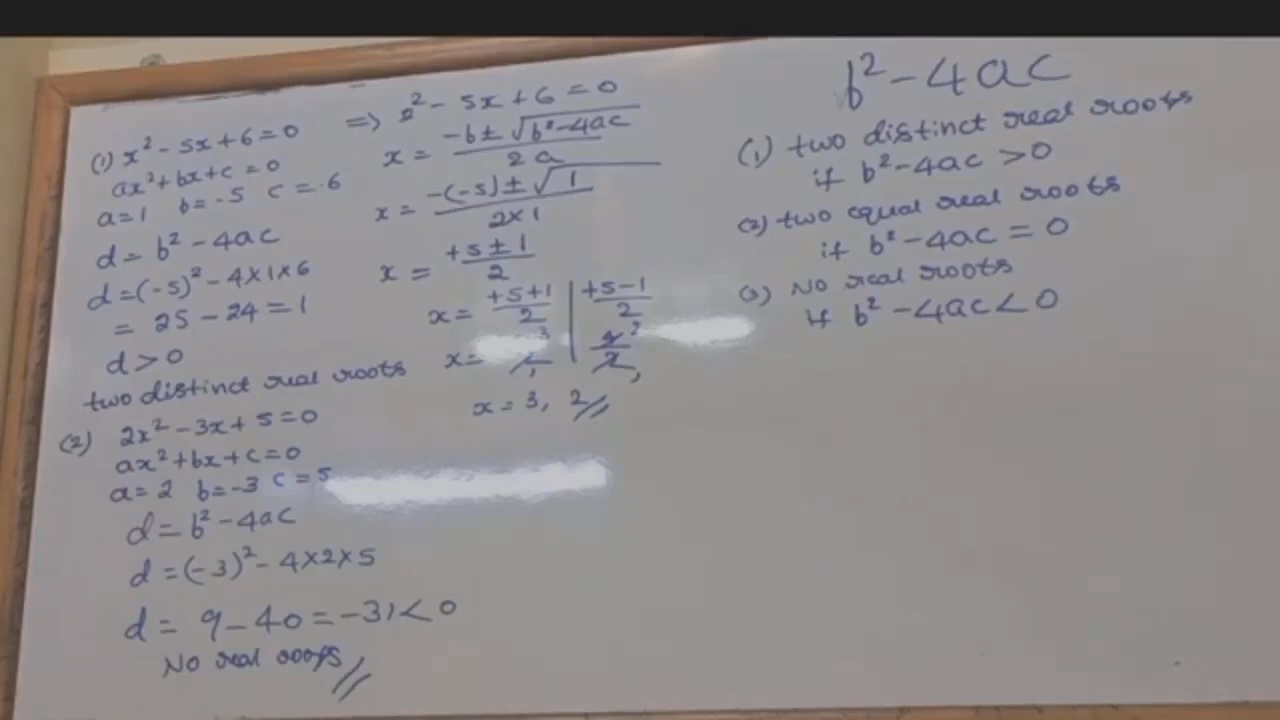 (1) x² - 5x + 6 = 0
ax² + bx + c = 0
a = 1 b = -5 c = 6
d = b² - 4ac
d = (-5)² - 4×1×6
= 25 - 24 = 1
d > 0
two distinct real roots
(2) 2x² - 3x + 5 = 0
ax² + bx + c = 0
a = 2 b = -3 c = 5
d = b² - 4ac
d = (-3)² - 4×2×5
d = 9 - 40 = -31 < 0
No real roots //
=> x² - 5x + 6 = 0
x = (-b ± √(b² - 4ac)) / 2a
x = (-(-5) ± √1) / 2×1
x = (+5 ± 1) / 2
x = (+5+1) / 2 | (+5-1) / 2
x =
x = 3, 2 //
b² - 4ac
(1) two distinct real roots
if b² - 4ac > 0
(2) two equal real roots
if b² - 4ac = 0
(3) No real roots
if b² - 4ac < 0